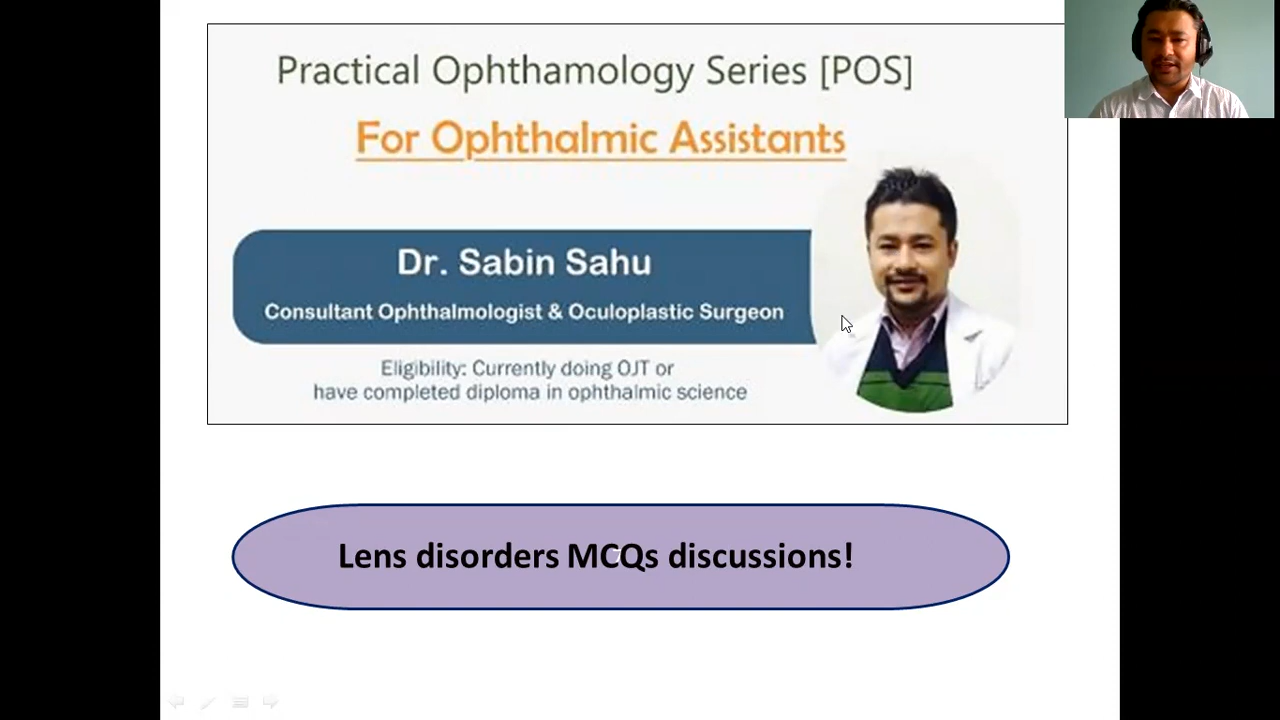 Practical Ophthamology Series [POS]
For Ophthalmic Assistants
Dr. Sabin Sahu
Consultant Ophthalmologist & Oculoplastic Surgeon
Eligibility: Currently doing OJT or
have completed diploma in ophthalmic science
Lens disorders MCQs discussions!